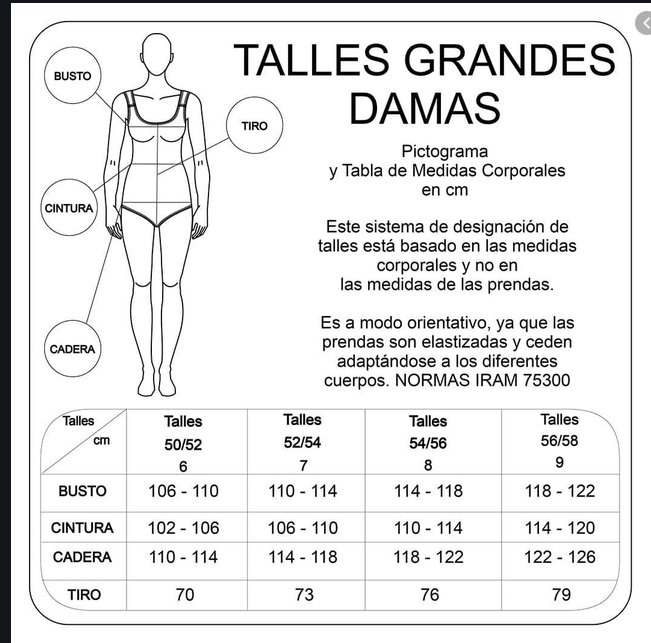 TALLES GRANDES
DAMAS
Pictograma
y Tabla de Medidas Corporales
en cm
Este sistema de designación de
talles está basado en las medidas
corporales y no en
las medidas de las prendas.
Es a modo orientativo, ya que las
prendas son elastizadas y ceden
adaptándose a los diferentes
cuerpos. NORMAS IRAM 75300
BUSTO
TIRO
CINTURA
CADERA
Talles cm Talles 50/52 6 Talles 52/54 7 Talles 54/56 8 Talles 56/58 9
BUSTO 106 - 110 110 - 114 114 - 118 118 - 122
CINTURA 102 - 106 106 - 110 110 - 114 114 - 120
CADERA 110 - 114 114 - 118 118 - 122 122 - 126
TIRO 70 73 76 79